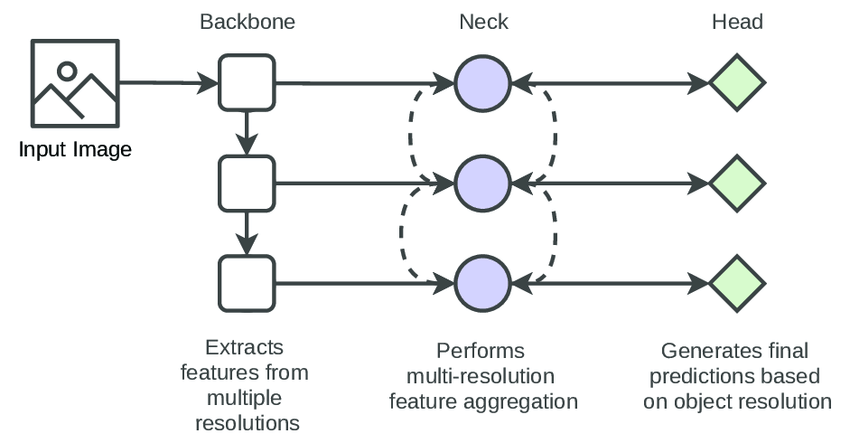 Backbone
Neck
Head
Input Image
Extracts
features from
multiple
resolutions
Performs
multi-resolution
feature aggregation
Generates final
predictions based
on object resolution